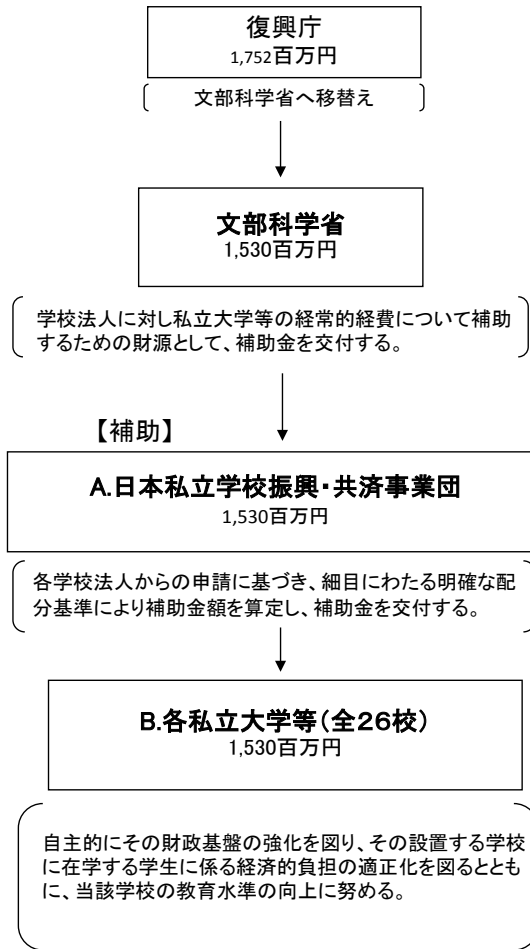 復興庁
1,752百万円
文部科学省へ移替え
文部科学省
1,530百万円
学校法人に対し私立大学等の経常的経費について補助
するための財源として、補助金を交付する。
【補助】
A.日本私立学校振興・共済事業団
1,530百万円
各学校法人からの申請に基づき、細目にわたる明確な配
分基準により補助金額を算定し、補助金を交付する。
B.各私立大学等(全26校)
1,530百万円
自主的にその財政基盤の強化を図り、その設置する学校
に在学する学生に係る経済的負担の適正化を図るととも
に、当該学校の教育水準の向上に努める。